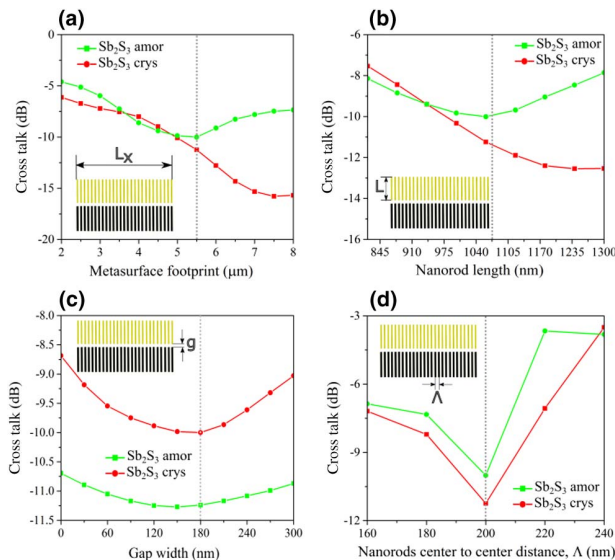 (a)
0
-5
-10
-15
-20
Cross talk (dB)
Sb₂S₃ amor
Sb₂S₃ crys
Lx
2 3 4 5 6 7 8
Metasurface footprint (μm)
(b)
-6
-8
-10
-12
-14
-16
Cross talk (dB)
Sb₂S₃ amor
Sb₂S₃ crys
L
845 910 975 1040 1105 1170 1235 1300
Nanorod length (nm)
(c)
-8.0
-8.5
-9.0
-9.5
-10.0
-10.5
-11.0
-11.5
Cross talk (dB)
g
Sb₂S₃ amor
Sb₂S₃ crys
0 60 120 180 240 300
Gap width (nm)
(d)
-3
-6
-9
-12
Cross talk (dB)
Λ
Sb₂S₃ amor
Sb₂S₃ crys
160 180 200 220 240
Nanorods center to center distance, Λ (nm)